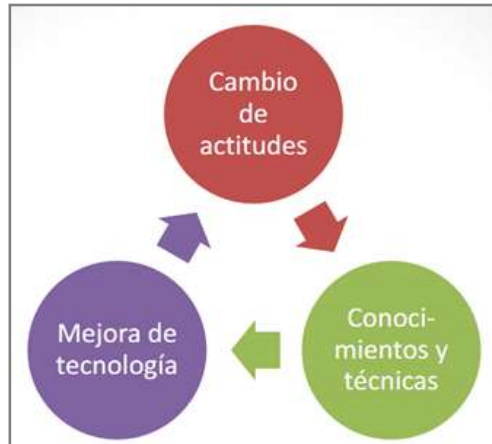 Cambio
de
actitudes
Conoci-
mientos y
técnicas
Mejora de
tecnología